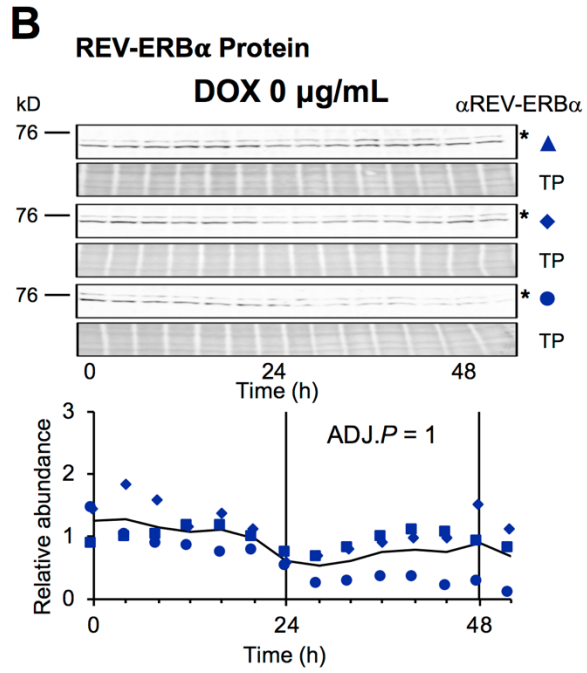 B
REV-ERBα Protein
DOX 0 µg/mL
kD
αREV-ERBα
76
*
TP
76
*
TP
76
*
TP
0 24 48
Time (h)
3
2
1
0
Relative abundance
ADJ.P = 1
0 24 48
Time (h)